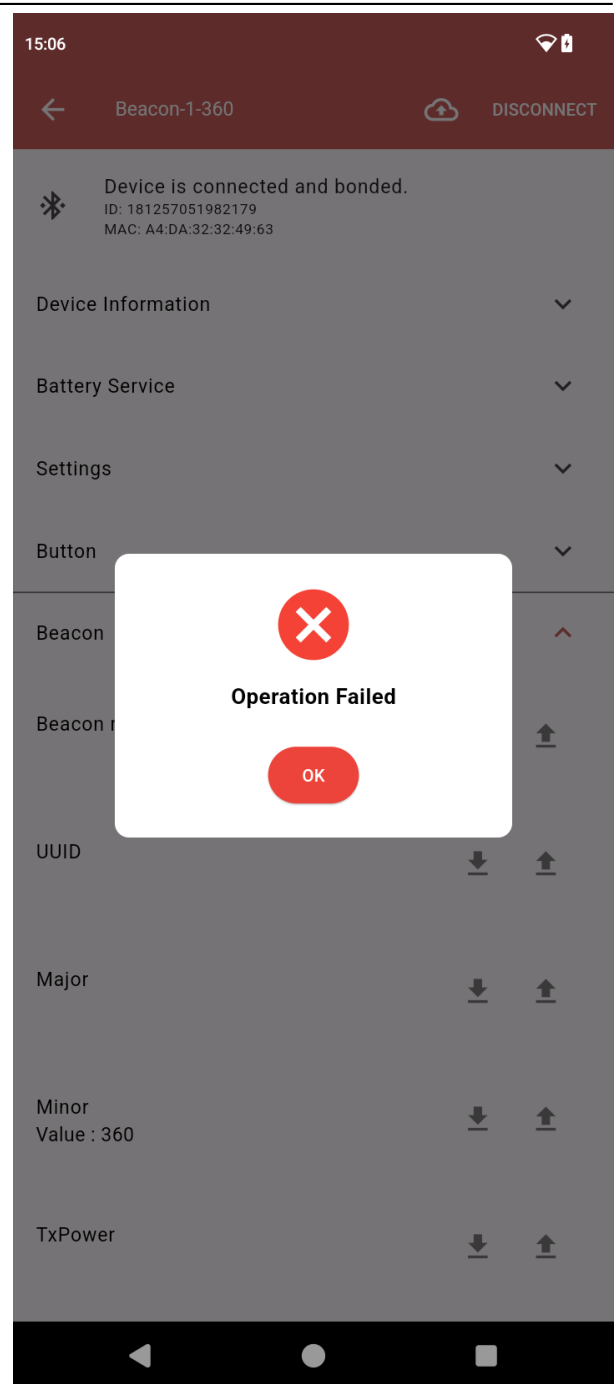 15:06
Beacon-1-360
DISCONNECT
Device is connected and bonded.
ID: 181257051982179
MAC: A4:DA:32:32:49:63
Device Information
Battery Service
Settings
Button
Beacon
Operation Failed
Beacon
OK
UUID
Major
Minor
Value : 360
TxPower